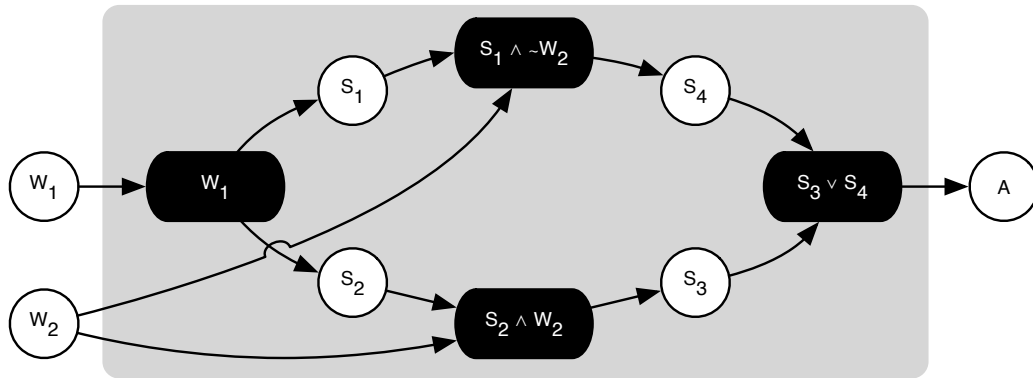 S₁ ∧ ~W₂
S₁
S₄
W₁
W₁
S₃ ∨ S₄
A
S₂
S₃
W₂
S₂ ∧ W₂